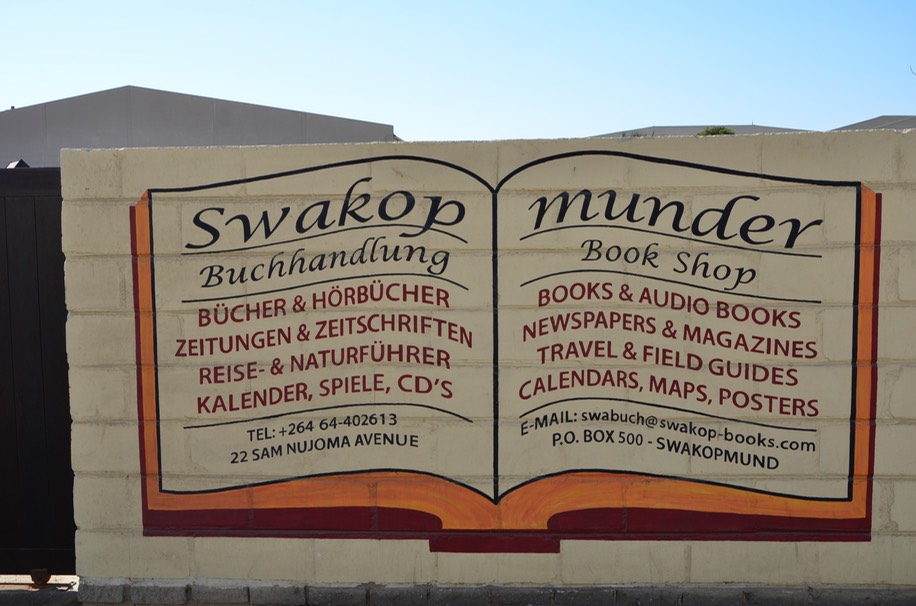 Swakop
Buchhandlung
BÜCHER & HÖRBÜCHER
ZEITUNGEN & ZEITSCHRIFTEN
REISE- & NATURFÜHRER
KALENDER, SPIELE, CD'S
TEL: +264 64-402613
22 SAM NUJOMA AVENUE
munder
Book Shop
BOOKS & AUDIO BOOKS
NEWSPAPERS & MAGAZINES
TRAVEL & FIELD GUIDES
CALENDARS, MAPS, POSTERS
E-MAIL: swabuch@swakop-books.com
P.O. BOX 500 - SWAKOPMUND